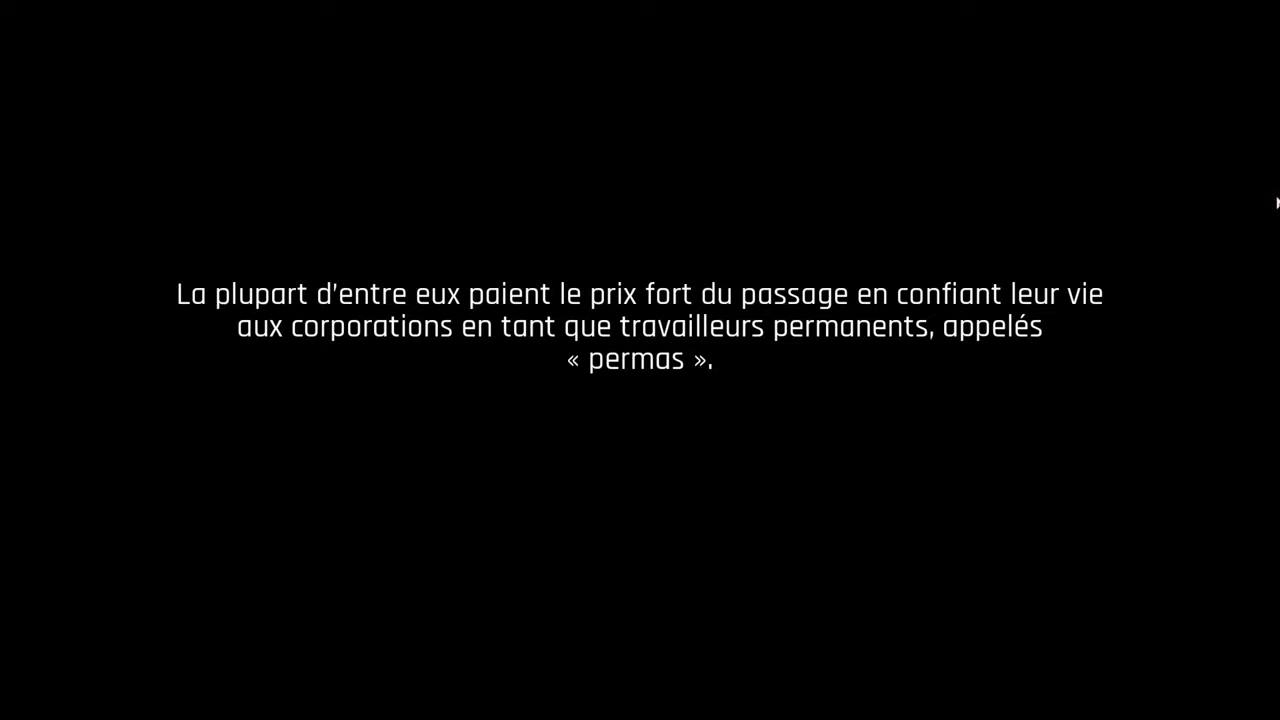 La plupart d’entre eux paient le prix fort du passage en confiant leur vie
aux corporations en tant que travailleurs permanents, appelés
« permas ».